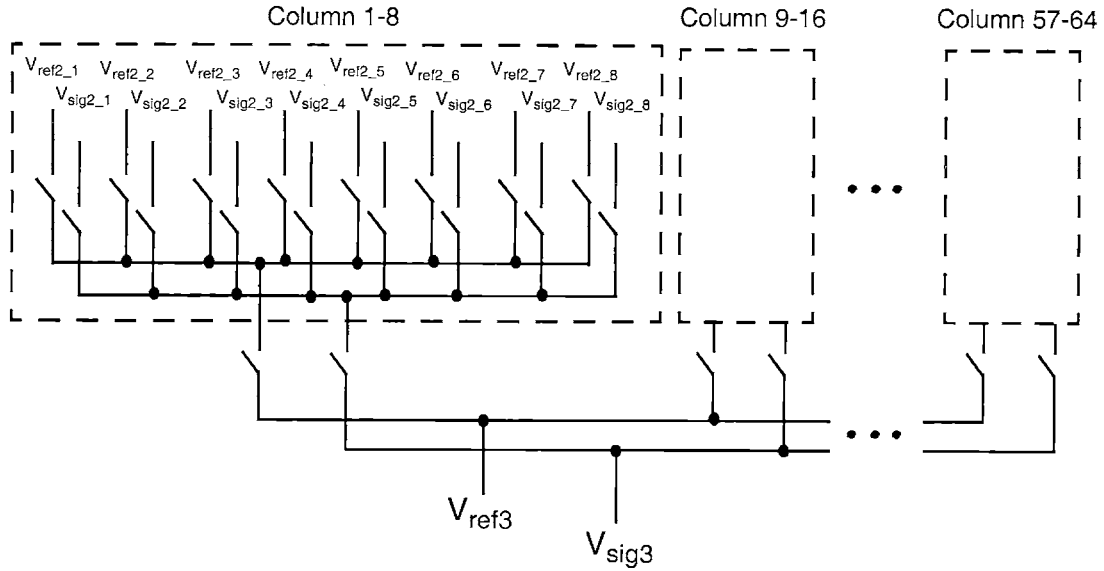 Column 1-8
Column 9-16
Column 57-64
Vref2_1 Vref2_2 Vref2_3 Vref2_4 Vref2_5 Vref2_6 Vref2_7 Vref2_8
Vsig2_1 Vsig2_2 Vsig2_3 Vsig2_4 Vsig2_5 Vsig2_6 Vsig2_7 Vsig2_8
Vref3
Vsig3